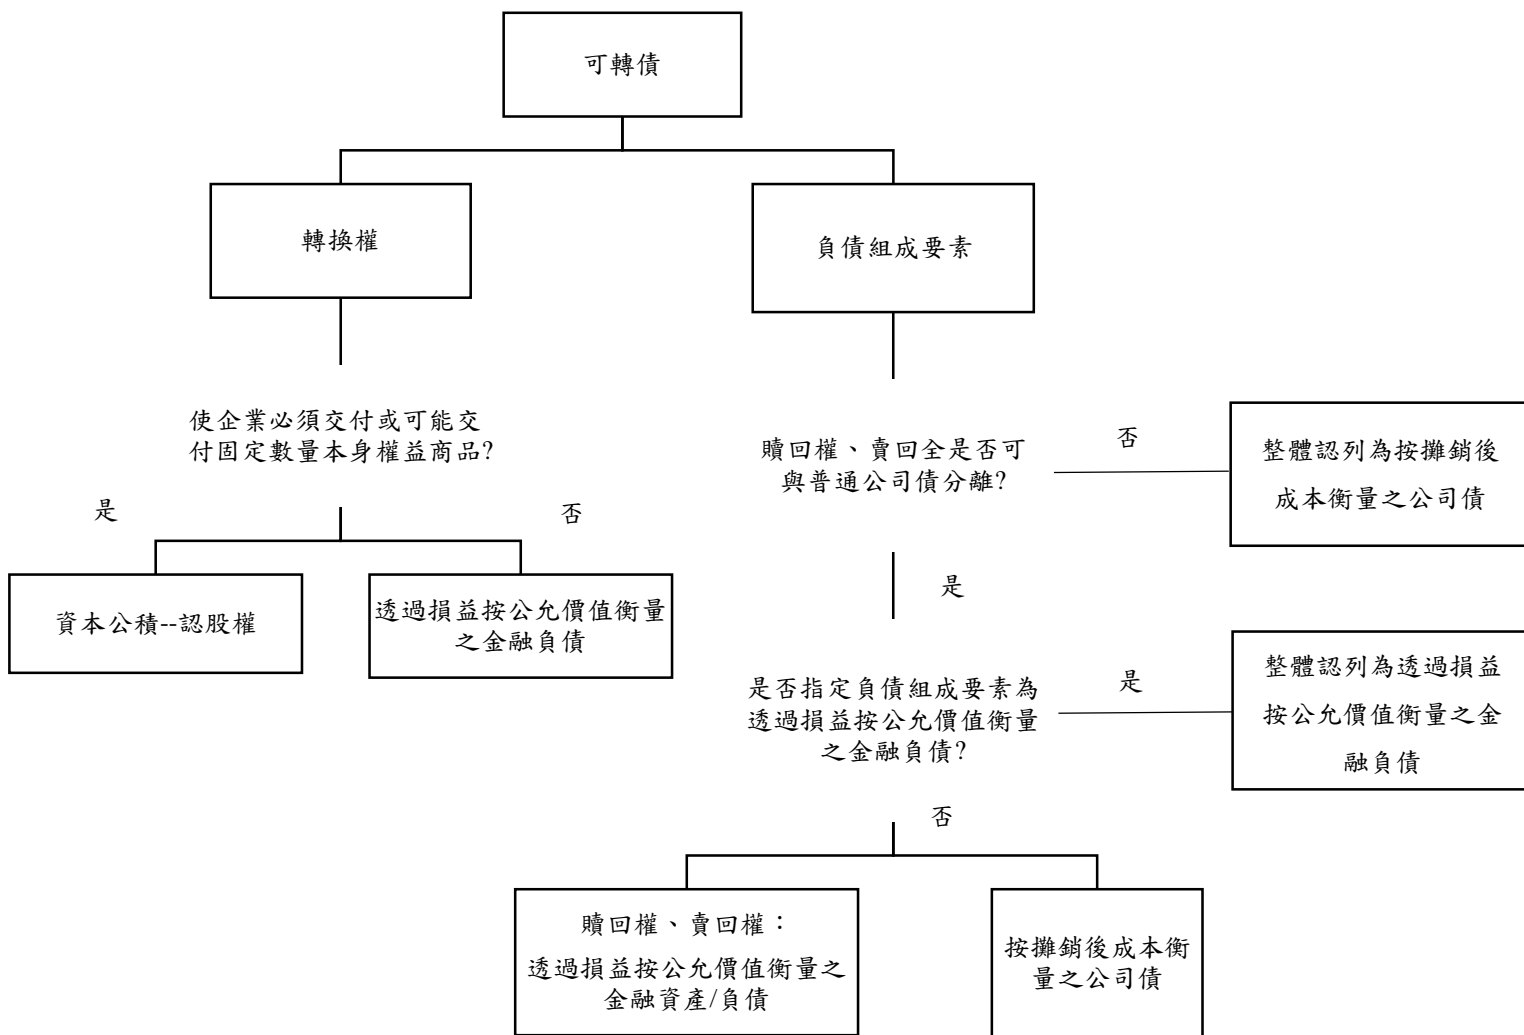 可轉債
轉換權
負債組成要素
使企業必須交付或可能交
付固定數量本身權益商品?
是
否
資本公積--認股權
透過損益按公允價值衡量
之金融負債
贖回權、賣回全是否可
與普通公司債分離?
否
整體認列為按攤銷後
成本衡量之公司債
是
是否指定負債組成要素為
透過損益按公允價值衡量
之金融負債?
是
整體認列為透過損益
按公允價值衡量之金
融負債
否
贖回權、賣回權：
透過損益按公允價值衡量之
金融資產/負債
按攤銷後成本衡
量之公司債